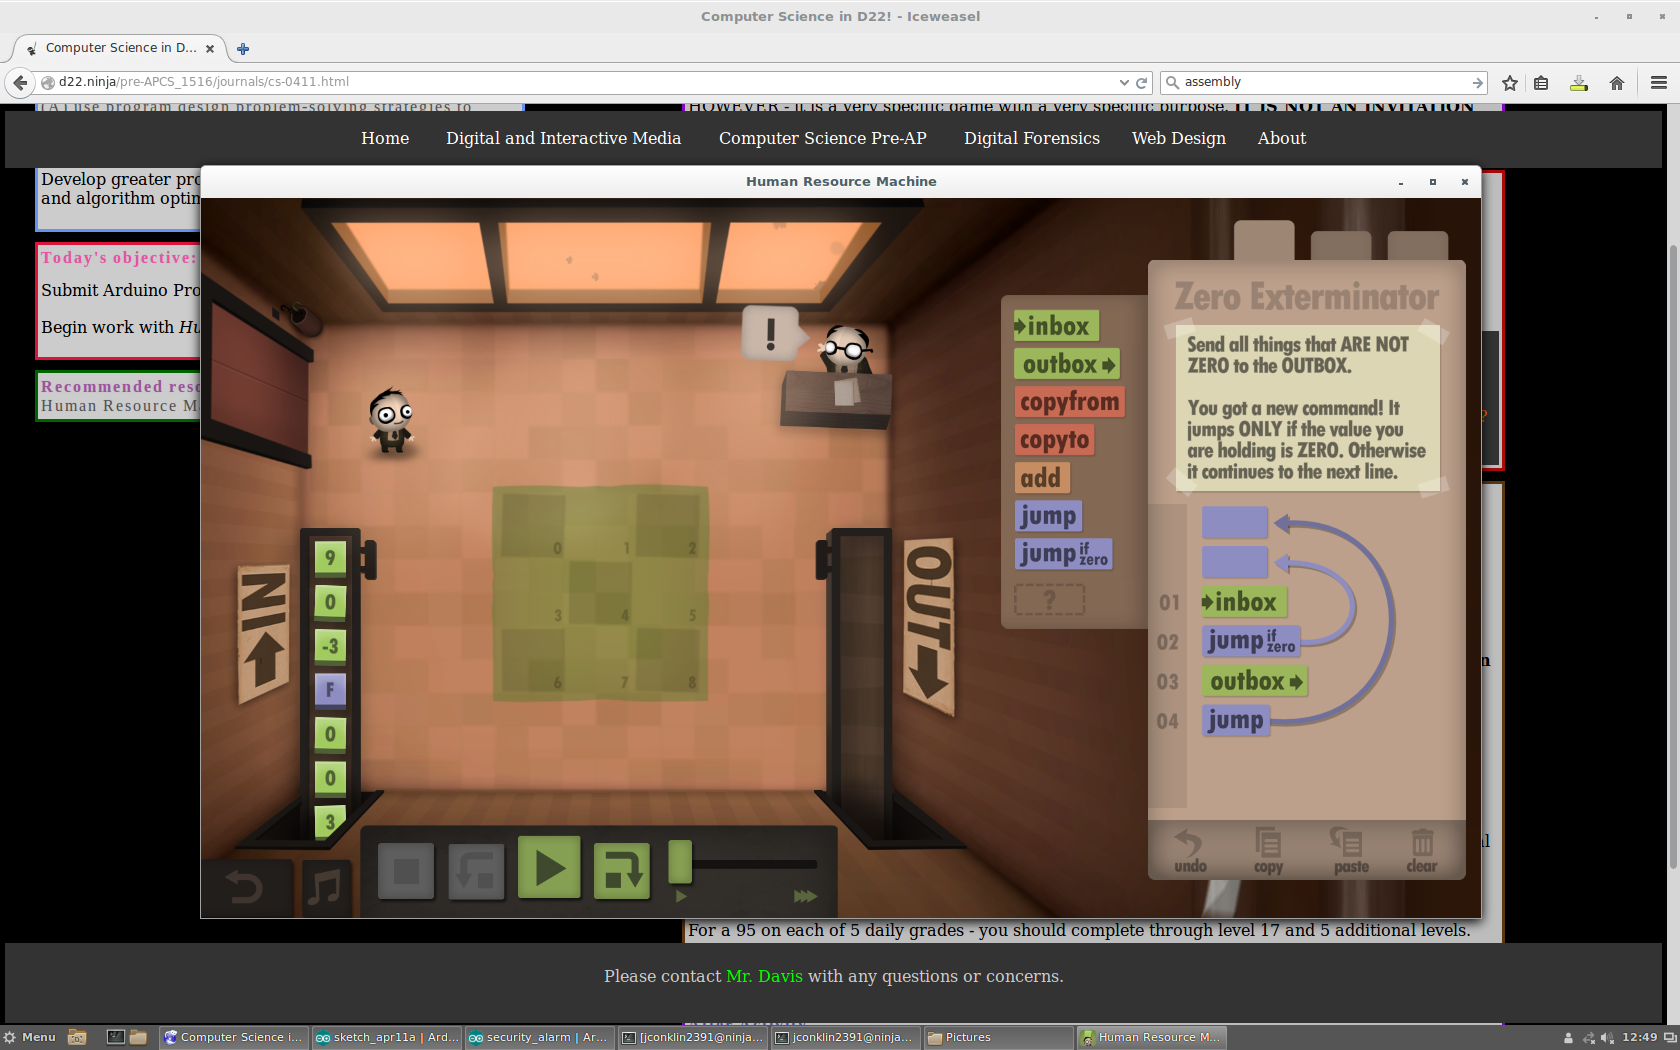 Computer Science in D22! - Iceweasel
Computer Science in D...
d22.ninja/pre-APCS_1516/journals/cs-0411.html
assembly
(A) use program design problem-solving strategies to
HOWEVER - it is a very specific game with a very specific purpose. IT IS NOT AN INVITATION
Home Digital and Interactive Media Computer Science Pre-AP Digital Forensics Web Design About
Develop greater pro
and algorithm optim
Today's objective:
Submit Arduino Pro
Begin work with Hu
Recommended reso
Human Resource Ma
Human Resource Machine
!
inbox
outbox
copyfrom
copyto
add
jump
jump if zero
?
Zero Exterminator
Send all things that ARE NOT
ZERO to the OUTBOX.
You got a new command! It
jumps ONLY if the value you
are holding is ZERO. Otherwise
it continues to the next line.
01 inbox
02 jump if zero
03 outbox
04 jump
undo copy paste clear
IN
9
0
-3
F
0
0
3
0 1 2
3 4 5
6 7 8
OUT
For a 95 on each of 5 daily grades - you should complete through level 17 and 5 additional levels.
Please contact Mr. Davis with any questions or concerns.
Menu
Computer Science i...
sketch_apr11a | Ard...
security_alarm | Ar...
[jconklin2391@ninja...
jconklin2391@ninja...
Pictures
Human Resource M...
12:49